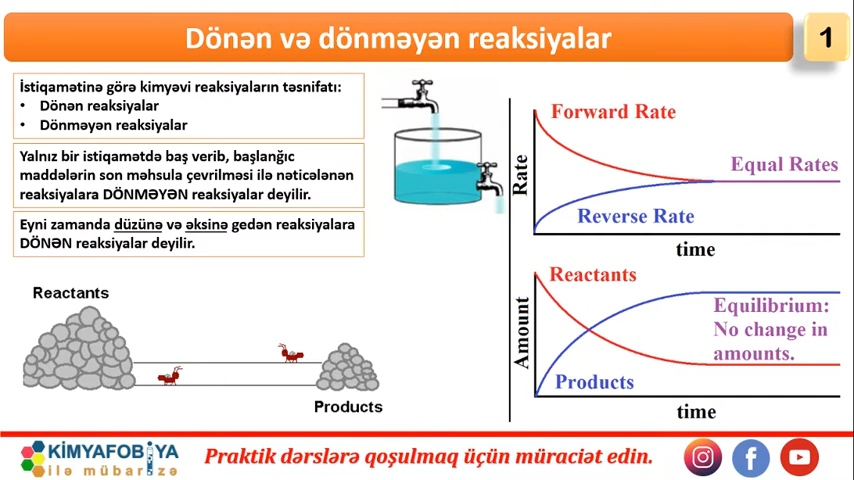 Dönən və dönməyən reaksiyalar
1
İstiqamətinə görə kimyəvi reaksiyaların təsnifatı:
• Dönən reaksiyalar
• Dönməyən reaksiyalar
Yalnız bir istiqamətdə baş verib, başlanğıc
maddələrin son məhsula çevrilməsi ilə nəticələnən
reaksiyalara DÖNMƏYƏN reaksiyalar deyilir.
Eyni zamanda düzünə və əksinə gedən reaksiyalara
DÖNƏN reaksiyalar deyilir.
Reactants
Products
Rate
Forward Rate
Equal Rates
Reverse Rate
time
Amount
Reactants
Equilibrium:
No change in
amounts.
Products
time
KİMYAFOBİYA
ilə mübarizə
Praktik dərslərə qoşulmaq üçün müraciət edin.